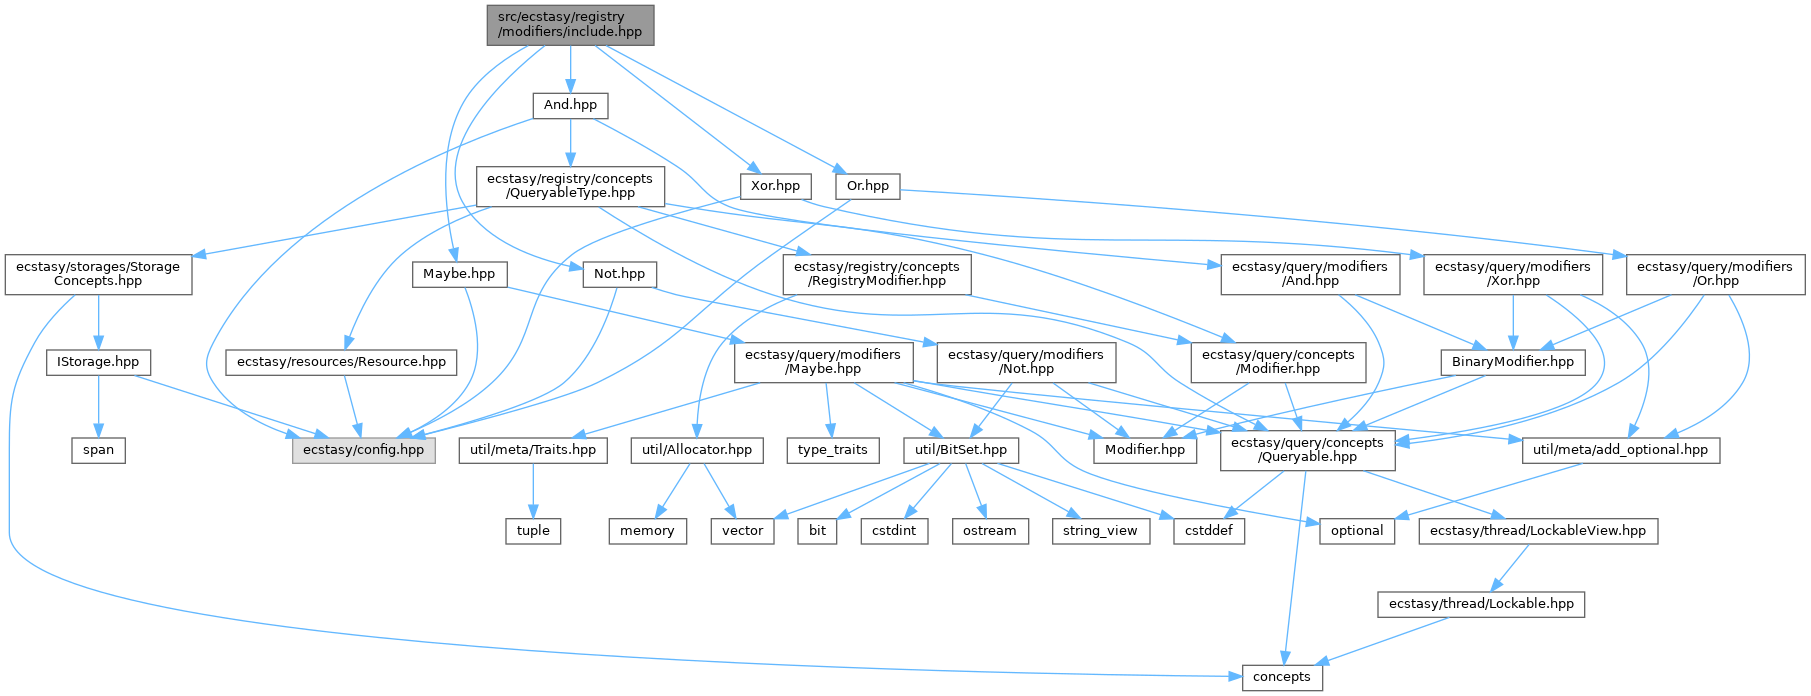 src/ecstasy/registry
/modifiers/include.hpp
And.hpp
ecstasy/registry/concepts
/QueryableType.hpp
Xor.hpp
Or.hpp
ecstasy/storages/Storage
Concepts.hpp
Maybe.hpp
Not.hpp
ecstasy/registry/concepts
/RegistryModifier.hpp
ecstasy/query/modifiers
/And.hpp
ecstasy/query/modifiers
/Xor.hpp
ecstasy/query/modifiers
/Or.hpp
IStorage.hpp
ecstasy/resources/Resource.hpp
ecstasy/query/modifiers
/Maybe.hpp
ecstasy/query/modifiers
/Not.hpp
ecstasy/query/concepts
/Modifier.hpp
BinaryModifier.hpp
span
ecstasy/config.hpp
util/meta/Traits.hpp
util/Allocator.hpp
type_traits
util/BitSet.hpp
Modifier.hpp
ecstasy/query/concepts
/Queryable.hpp
util/meta/add_optional.hpp
tuple
memory
vector
bit
cstdint
ostream
string_view
cstddef
optional
ecstasy/thread/LockableView.hpp
ecstasy/thread/Lockable.hpp
concepts